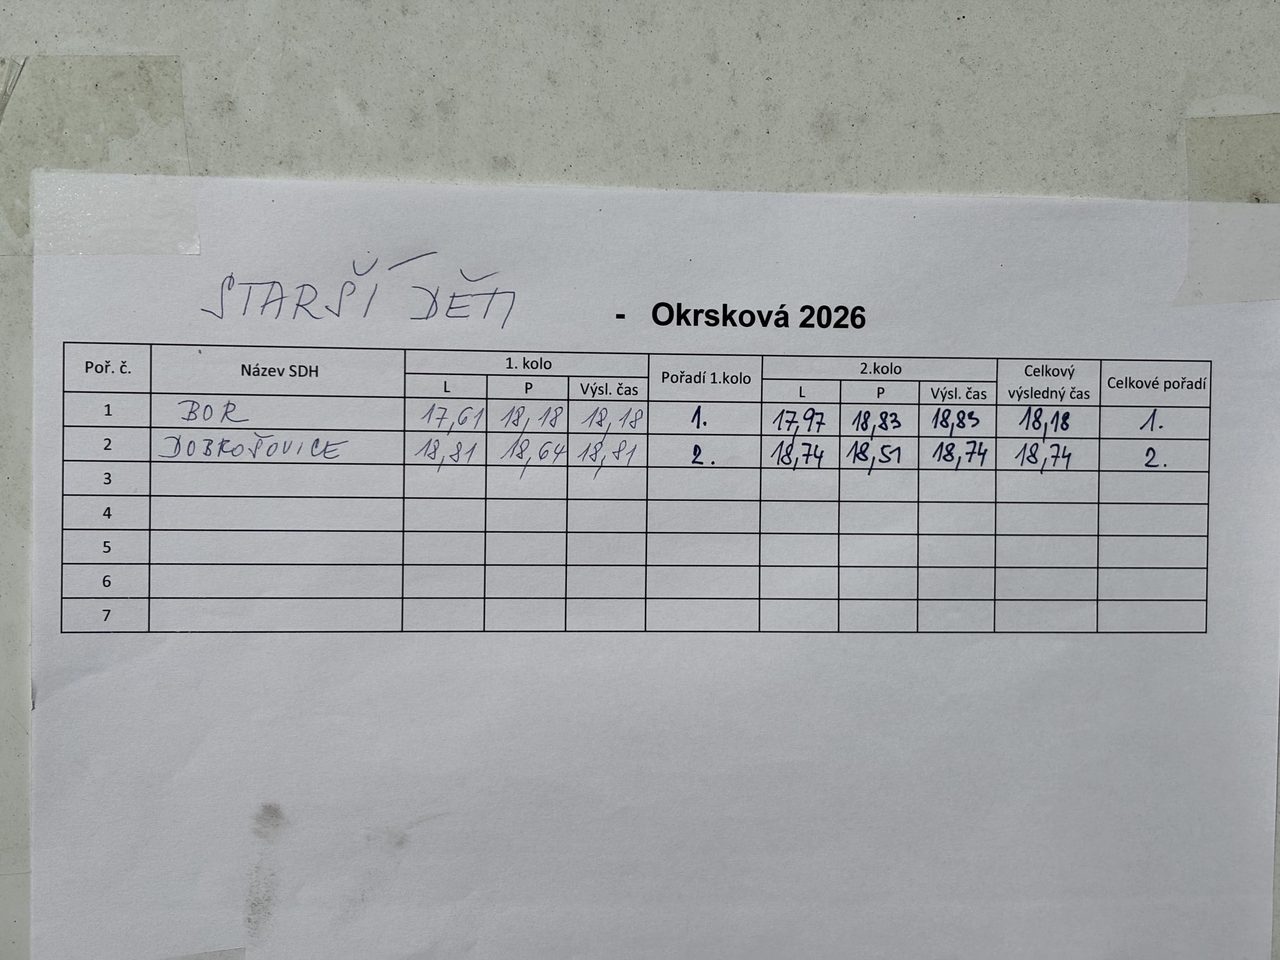 STARŠÍ DĚTI - Okrsková 2026
Poř. č. Název SDH 1. kolo Pořadí 1.kolo 2.kolo Celkový výsledný čas Celkové pořadí
L P Výsl. čas L P Výsl. čas
1 BOR 17,61 18,18 18,18 1. 17,97 18,83 18,83 18,18 1.
2 DOBROŠOVICE 18,81 18,64 18,81 2. 18,74 18,51 18,74 18,74 2.
3
4
5
6
7